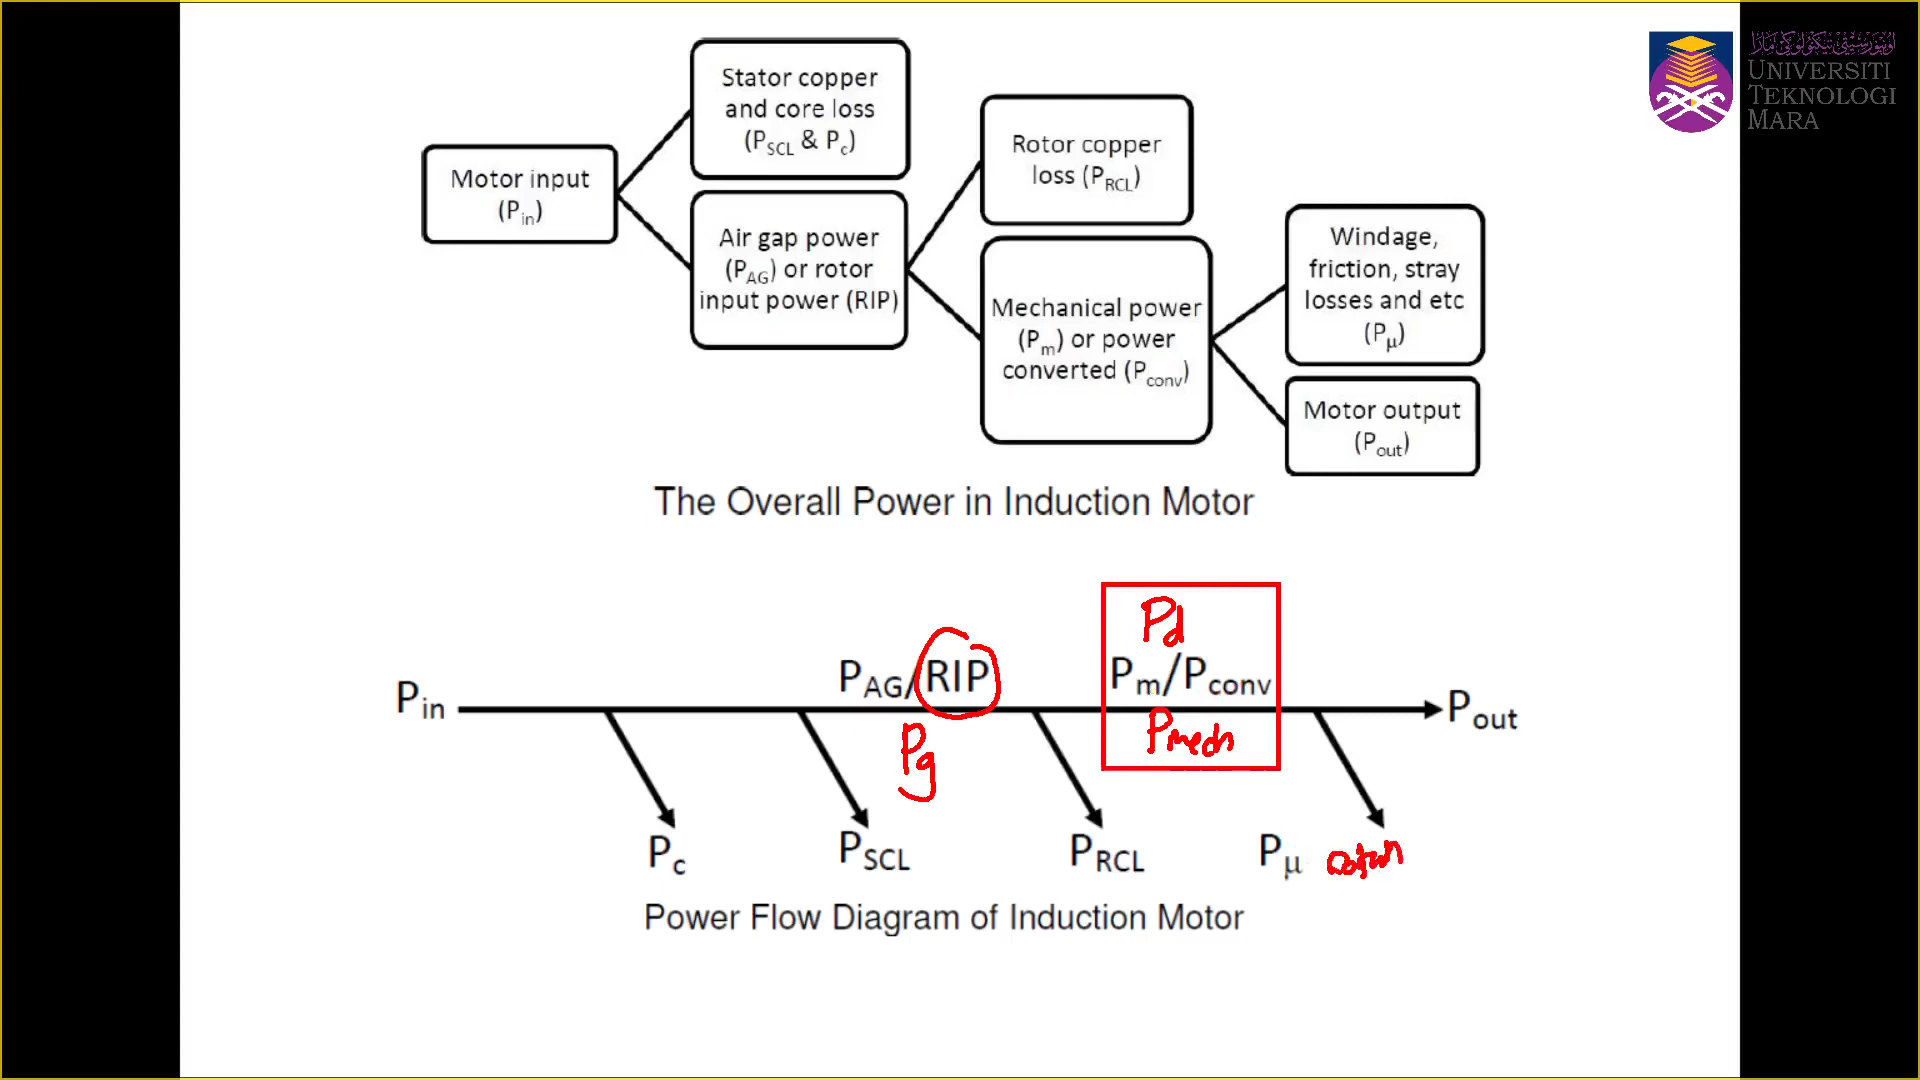 اونيۏرسيتي تيكنولوڬي مارا
UNIVERSITI
TEKNOLOGI
MARA
Motor input
(Pin)
Stator copper
and core loss
(PSCL & Pc)
Air gap power
(PAG) or rotor
input power (RIP)
Rotor copper
loss (PRCL)
Mechanical power
(Pm) or power
converted (Pconv)
Windage,
friction, stray
losses and etc
(Pμ)
Motor output
(Pout)
The Overall Power in Induction Motor
Pd
Pin
PAG/RIP
Pm/Pconv
Pout
Pg
Pmech
Pc
PSCL
PRCL
Pμ
Power Flow Diagram of Induction Motor